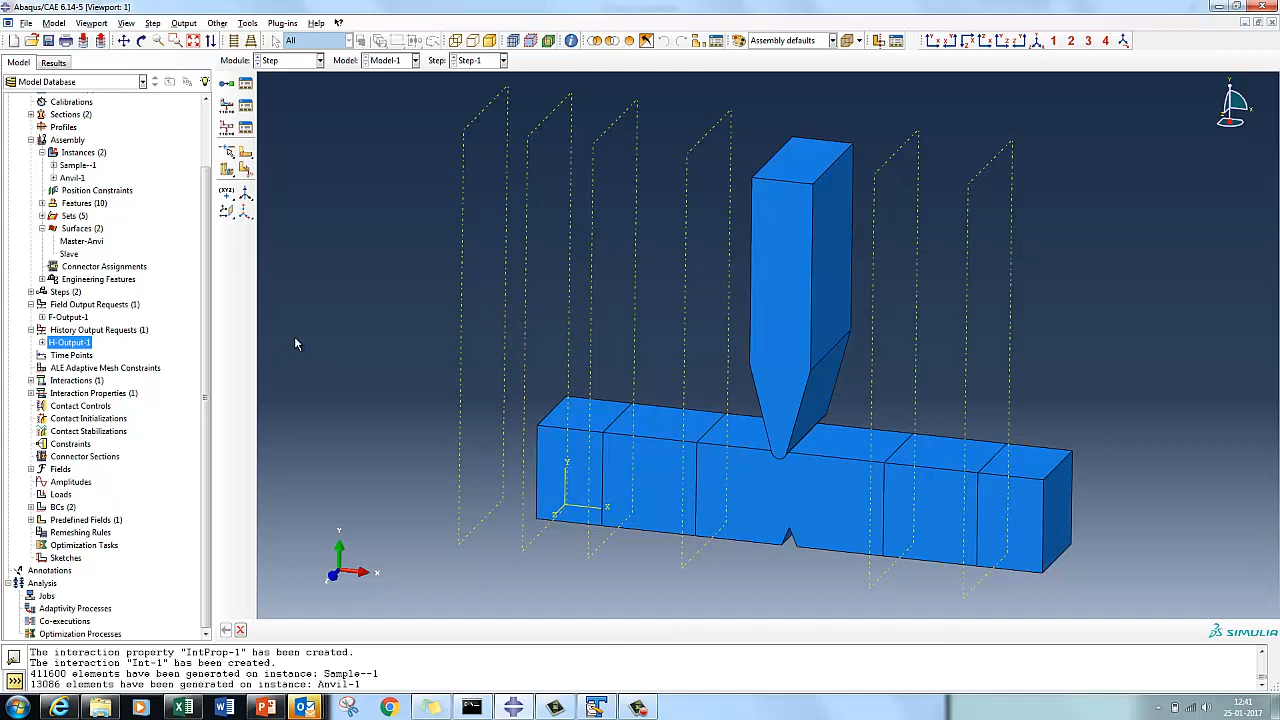 Abaqus/CAE 6.14-5 [Viewport: 1]
File Model Viewport View Step Output Other Tools Plug-ins Help
All
Assembly defaults
1 2 3 4
Model Results
Module: Step Model: Model-1 Step: Step-1
Model Database
Calibrations
Sections (2)
Profiles
Assembly
Instances (2)
Sample--1
Anvil-1
Position Constraints
Features (10)
Sets (5)
Surfaces (2)
Master-Anvi
Slave
Connector Assignments
Engineering Features
Steps (2)
Field Output Requests (1)
F-Output-1
History Output Requests (1)
H-Output-1
Time Points
ALE Adaptive Mesh Constraints
Interactions (1)
Interaction Properties (1)
Contact Controls
Contact Initializations
Contact Stabilizations
Constraints
Connector Sections
Fields
Amplitudes
Loads
BCs (2)
Predefined Fields (1)
Remeshing Rules
Optimization Tasks
Sketches
Annotations
Analysis
Jobs
Adaptivity Processes
Co-executions
Optimization Processes
Y
X
Y
X
Z
Y
X
Z
SIMULIA
The interaction property "IntProp-1" has been created.
The interaction "Int-1" has been created.
411600 elements have been generated on instance: Sample--1
13086 elements have been generated on instance: Anvil-1
12:41
25-01-2017